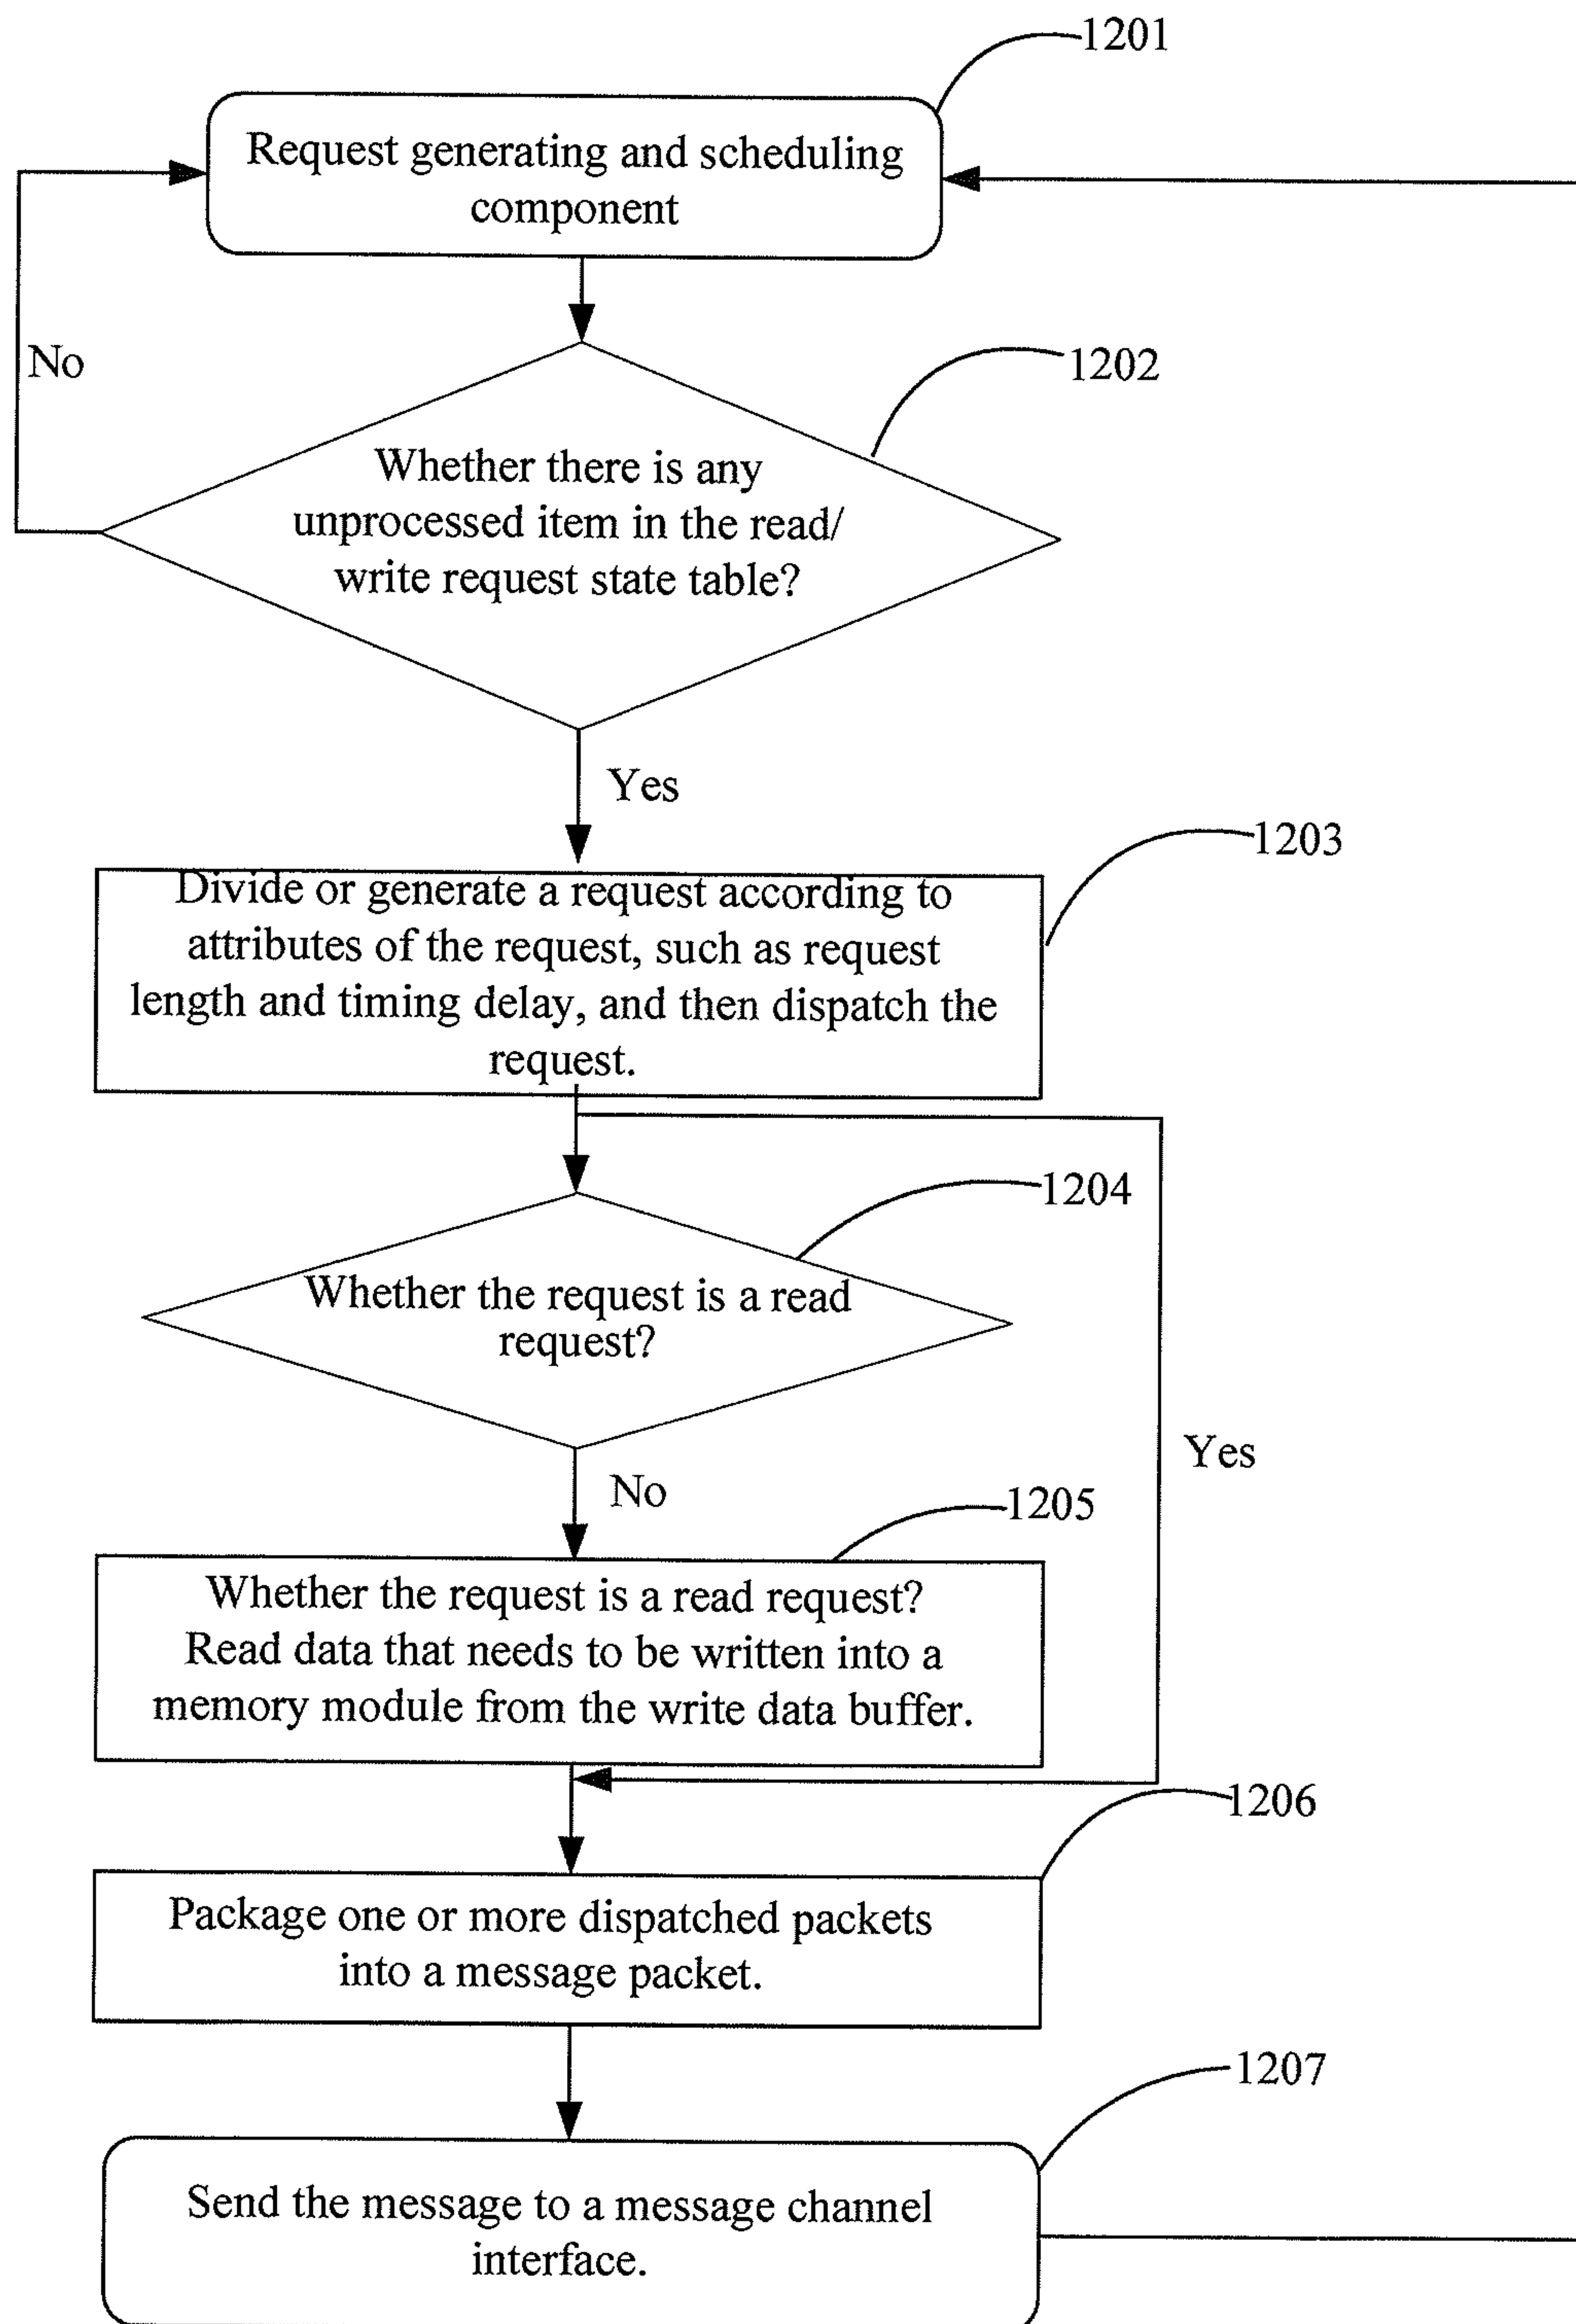 1201
Request generating and scheduling
component
No
1202
Whether there is any
unprocessed item in the read/
write request state table?
Yes
1203
Divide or generate a request according to
attributes of the request, such as request
length and timing delay, and then dispatch the
request.
1204
Whether the request is a read
request?
Yes
No
1205
Whether the request is a read request?
Read data that needs to be written into a
memory module from the write data buffer.
1206
Package one or more dispatched packets
into a message packet.
1207
Send the message to a message channel
interface.